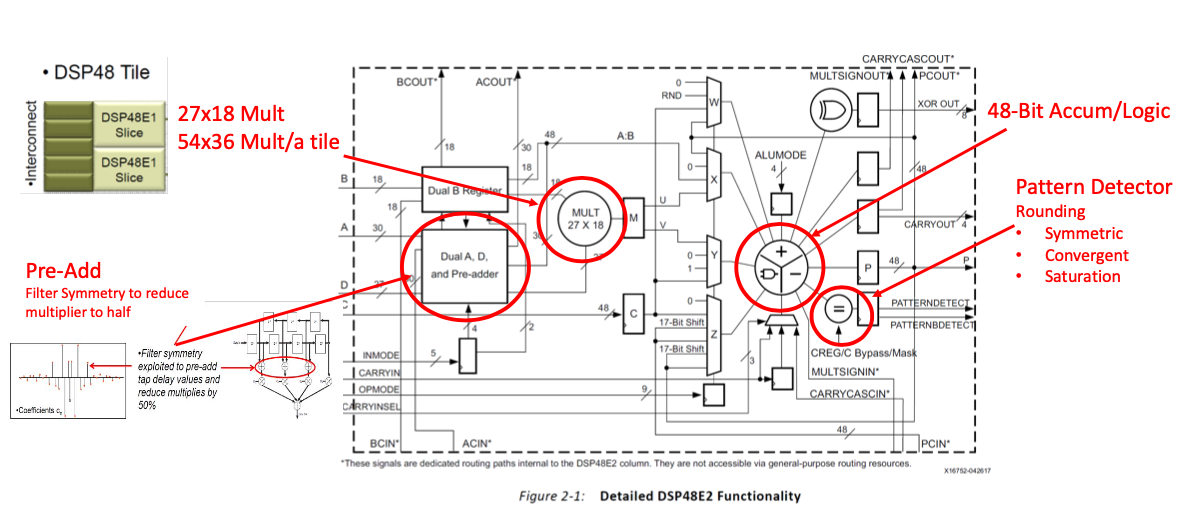 • DSP48 Tile
•Interconnect
DSP48E1
Slice
DSP48E1
Slice
27x18 Mult
54x36 Mult/a tile
Pre-Add
Filter Symmetry to reduce
multiplier to half
•Filter symmetry
exploited to pre-add
tap delay values and
reduce multiplies by
50%
•Coefficients c
48-Bit Accum/Logic
Pattern Detector
Rounding
• Symmetric
• Convergent
• Saturation
CARRYCASCOUT*
BCOUT*
ACOUT*
MULTSIGNOUT*
PCOUT*
0
RND
W
XOR OUT
8
48
A:B
18
30
18
18
B
18
Dual B Register
0
X
ALUMODE
4
48
MULT
27 X 18
M
U
V
18
A
30
30
Dual A, D,
and Pre-adder
CARRYOUT
4
0
1
Y
+
−
P
48
P
D
27
27
C
48
C
0
17-Bit Shift
17-Bit Shift
Z
=
PATTERNDETECT
PATTERNBDETECT
4
2
CREG/C Bypass/Mask
INMODE
5
3
MULTSIGNIN*
CARRYIN
OPMODE
9
CARRYCASCIN*
CARRYINSEL
48
BCIN*
ACIN*
PCIN*
*These signals are dedicated routing paths internal to the DSP48E2 column. They are not accessible via general-purpose routing resources.
X16752-042617
Figure 2-1: Detailed DSP48E2 Functionality